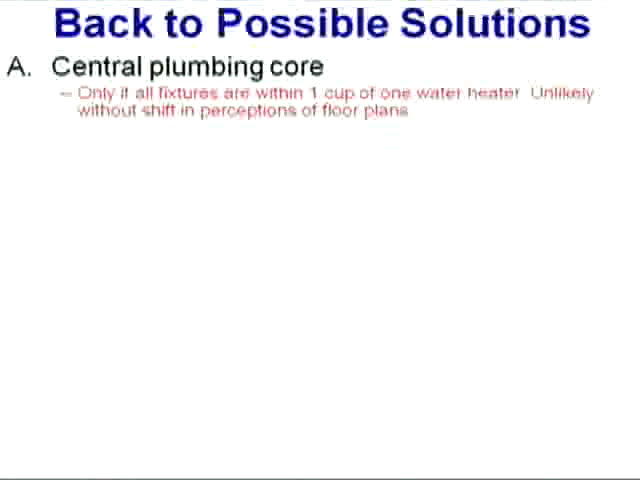 Back to Possible Solutions
A. Central plumbing core
– Only if all fixtures are within 1 cup of one water heater. Unlikely
without shift in perceptions of floor plans